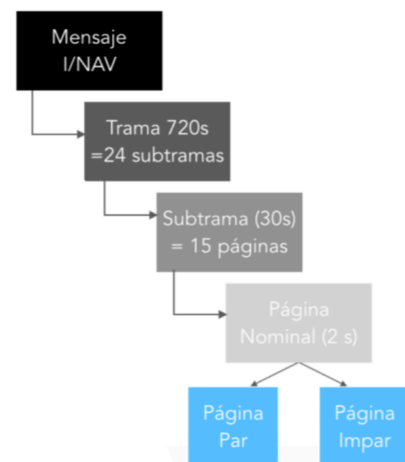 Mensaje
I/NAV
Trama 720s
=24 subtramas
Subtrama (30s)
= 15 páginas
Página
Nominal (2 s)
Página
Par
Página
Impar